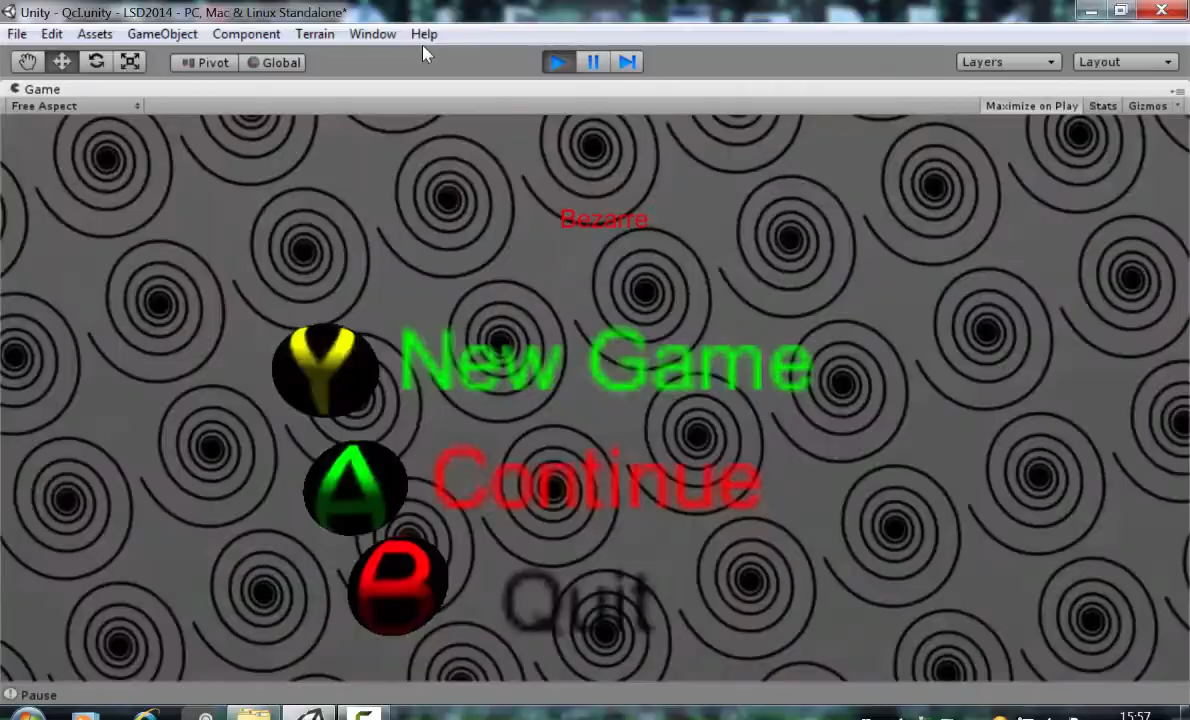 Unity - QcI.unity - LSD2014 - PC, Mac & Linux Standalone*
File Edit Assets GameObject Component Terrain Window Help
Pivot Global Layers Layout
Game
Free Aspect Maximize on Play Stats Gizmos
Bezarre
Y New Game
A Continue
B Quit
Pause
15:57